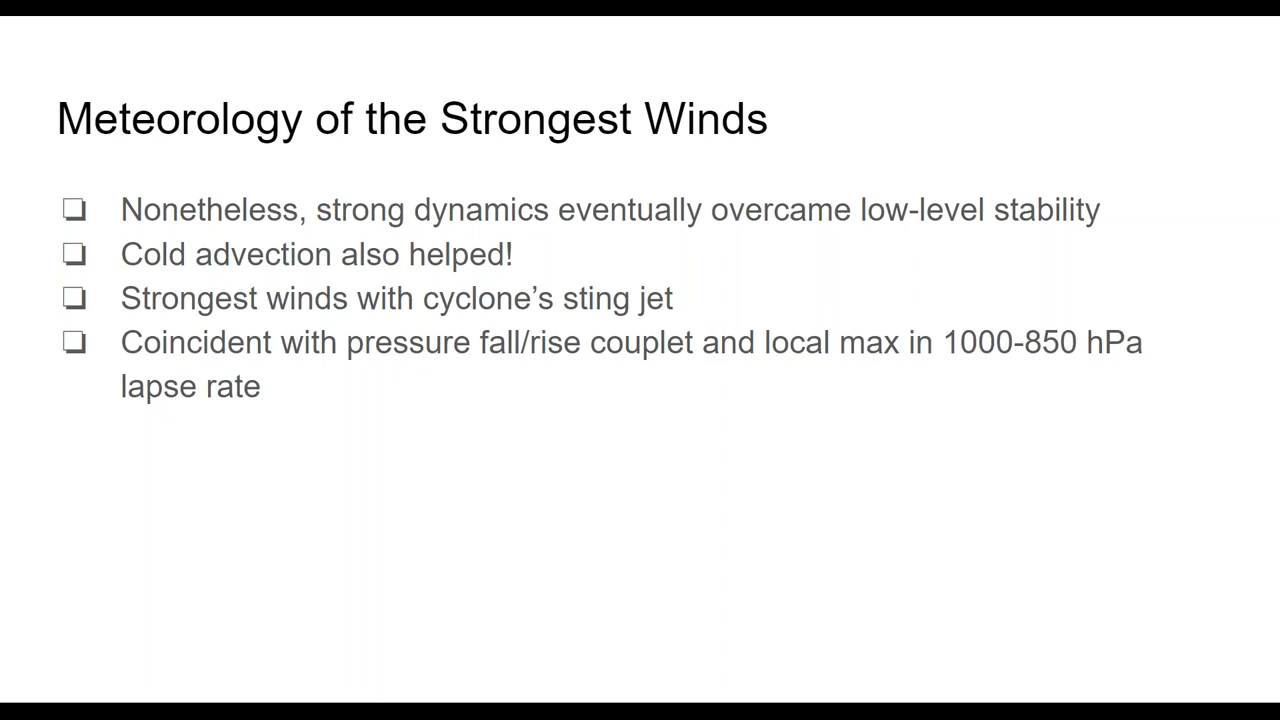 Meteorology of the Strongest Winds
❏ Nonetheless, strong dynamics eventually overcame low-level stability
❏ Cold advection also helped!
❏ Strongest winds with cyclone’s sting jet
❏ Coincident with pressure fall/rise couplet and local max in 1000-850 hPa
lapse rate